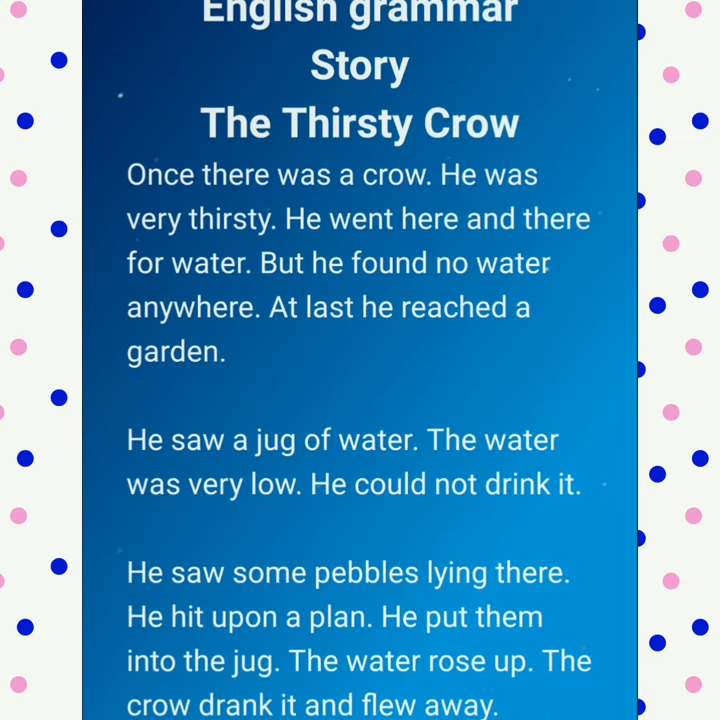 English grammar
Story
The Thirsty Crow
Once there was a crow. He was
very thirsty. He went here and there
for water. But he found no water
anywhere. At last he reached a
garden.
He saw a jug of water. The water
was very low. He could not drink it.
He saw some pebbles lying there.
He hit upon a plan. He put them
into the jug. The water rose up. The
crow drank it and flew away.